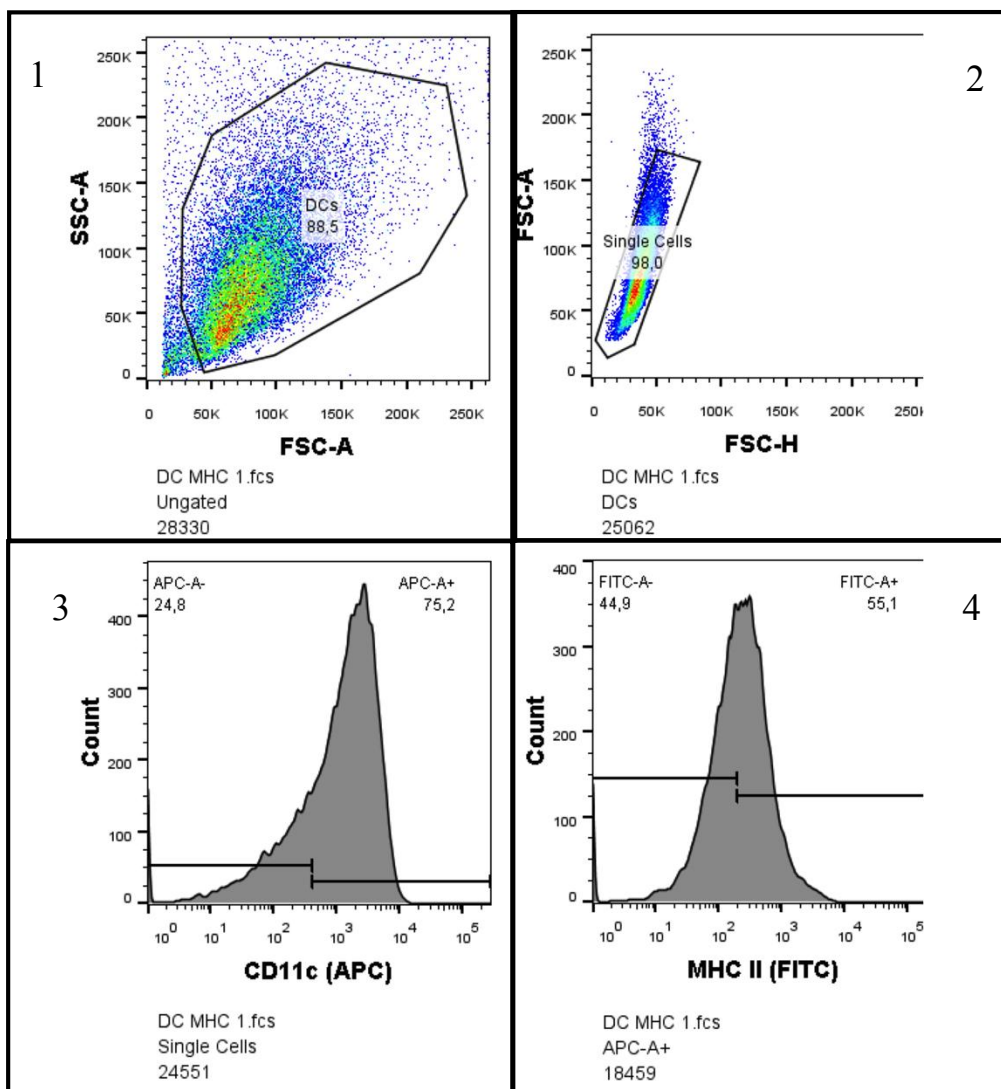 1
250K
200K
150K
100K
50K
0
SSC-A
DCs
88,5
0 50K 100K 150K 200K 250K
FSC-A
DC MHC 1.fcs
Ungated
28330
2
250K
200K
150K
100K
50K
0
FSC-A
Single Cells
98,0
0 50K 100K 150K 200K 250K
FSC-H
DC MHC 1.fcs
DCs
25062
3
APC-A-
24,8
APC-A+
75,2
400
300
200
100
0
Count
10^0 10^1 10^2 10^3 10^4 10^5
CD11c (APC)
DC MHC 1.fcs
Single Cells
24551
4
FITC-A-
44,9
FITC-A+
55,1
400
300
200
100
0
Count
10^0 10^1 10^2 10^3 10^4 10^5
MHC II (FITC)
DC MHC 1.fcs
APC-A+
18459